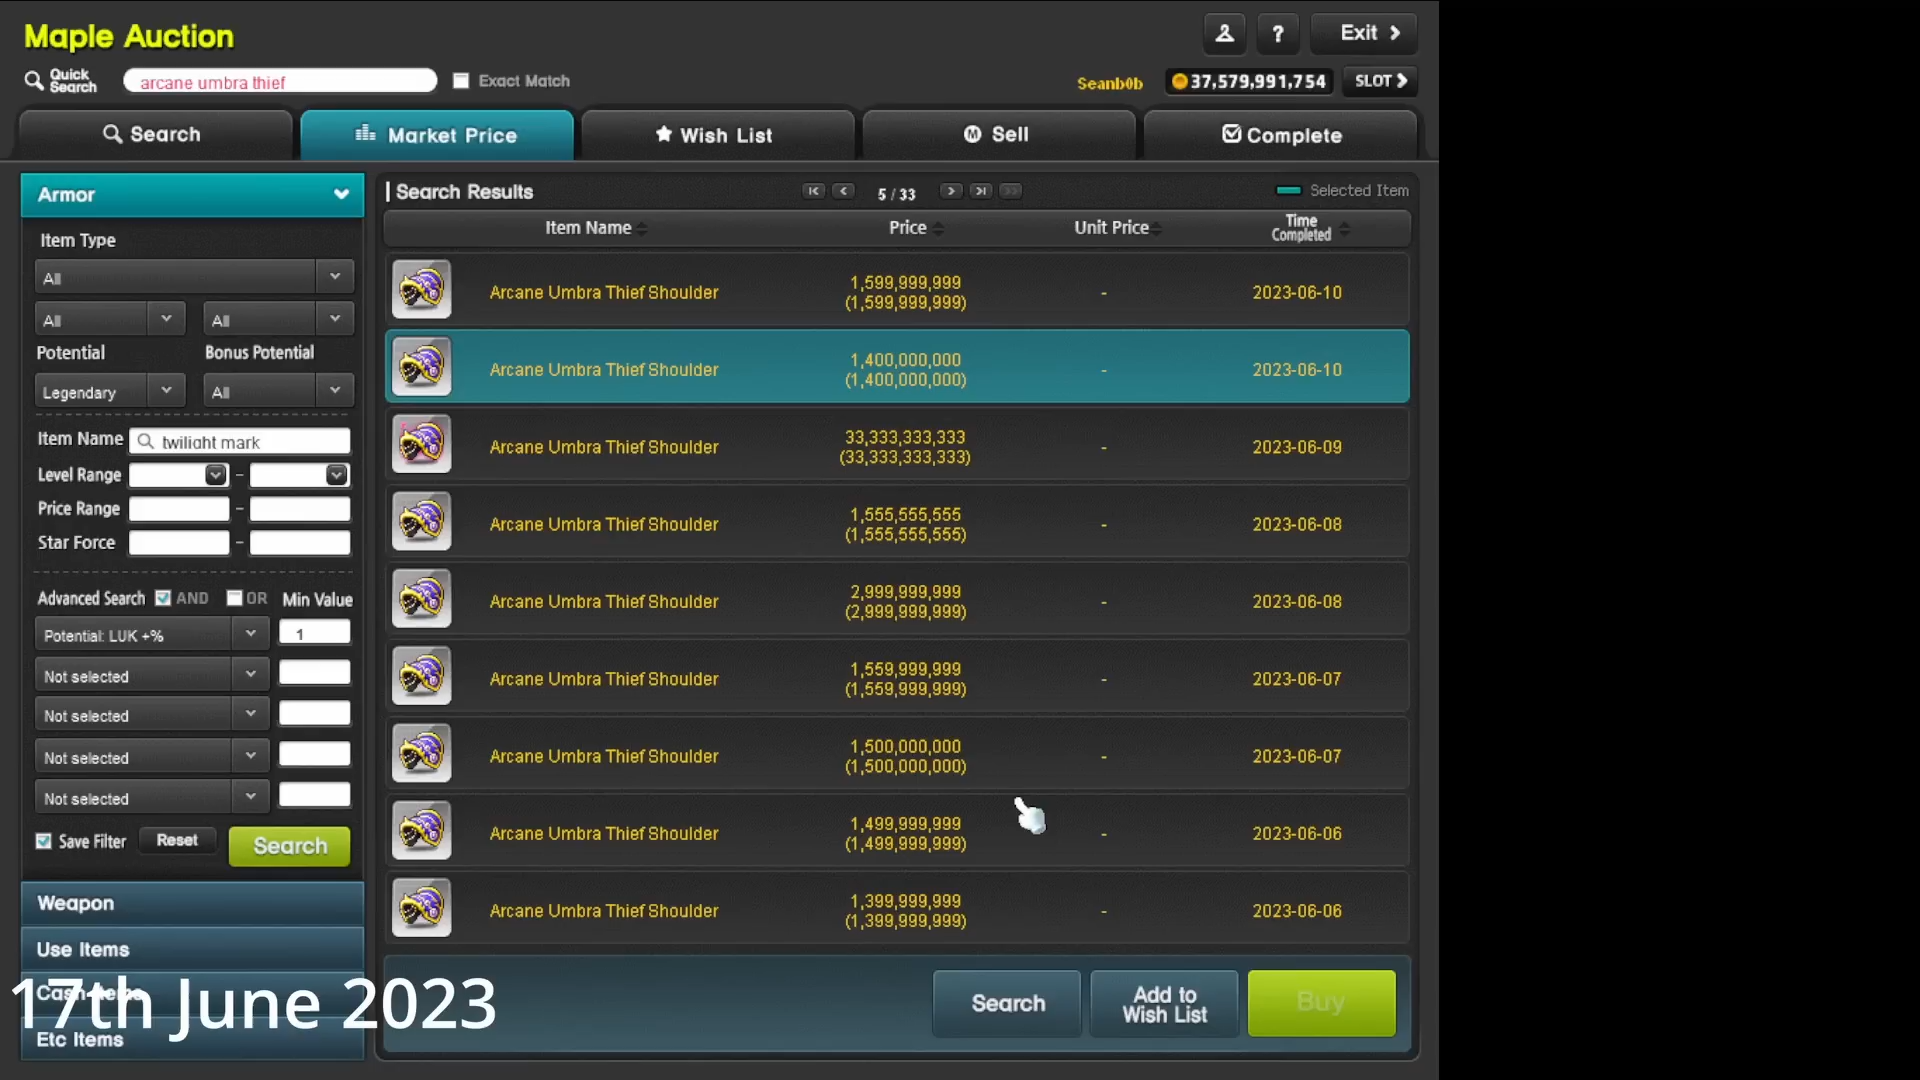 Maple Auction
?
Exit
Quick Search
arcane umbra thief
Exact Match
Seanb0b
37,579,991,754
SLOT
Search
Market Price
Wish List
Sell
Complete
Armor
Search Results
5 / 33
Selected Item
Item Name
Price
Unit Price
Time Completed
Item Type
All
All
All
Potential
Bonus Potential
Legendary
All
Item Name
twilight mark
Level Range
-
Price Range
-
Star Force
-
Advanced Search
AND
OR
Min Value
Potential: LUK +%
1
Not selected
Not selected
Not selected
Not selected
Save Filter
Reset
Search
Weapon
Use Items
Cash Items
Etc Items
17th June 2023
Arcane Umbra Thief Shoulder
1,599,999,999
(1,599,999,999)
-
2023-06-10
Arcane Umbra Thief Shoulder
1,400,000,000
(1,400,000,000)
-
2023-06-10
Arcane Umbra Thief Shoulder
33,333,333,333
(33,333,333,333)
-
2023-06-09
Arcane Umbra Thief Shoulder
1,555,555,555
(1,555,555,555)
-
2023-06-08
Arcane Umbra Thief Shoulder
2,999,999,999
(2,999,999,999)
-
2023-06-08
Arcane Umbra Thief Shoulder
1,559,999,999
(1,559,999,999)
-
2023-06-07
Arcane Umbra Thief Shoulder
1,500,000,000
(1,500,000,000)
-
2023-06-07
Arcane Umbra Thief Shoulder
1,499,999,999
(1,499,999,999)
-
2023-06-06
Arcane Umbra Thief Shoulder
1,399,999,999
(1,399,999,999)
-
2023-06-06
Search
Add to
Wish List
Buy